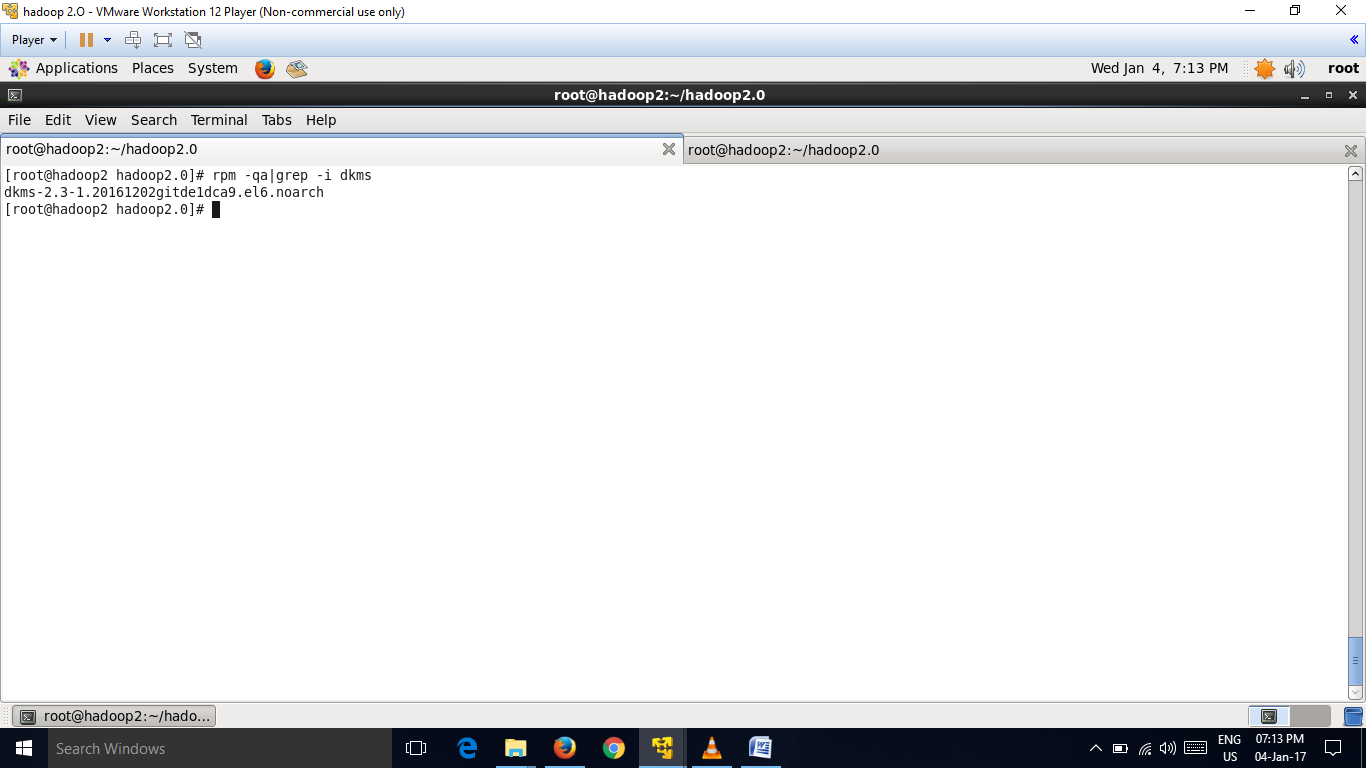 hadoop 2.O - VMware Workstation 12 Player (Non-commercial use only)
Player
Applications Places System Wed Jan 4, 7:13 PM root
root@hadoop2:~/hadoop2.0
File Edit View Search Terminal Tabs Help
root@hadoop2:~/hadoop2.0 root@hadoop2:~/hadoop2.0
[root@hadoop2 hadoop2.0]# rpm -qa|grep -i dkms
dkms-2.3-1.20161202gitde1dca9.el6.noarch
[root@hadoop2 hadoop2.0]#
root@hadoop2:~/hado...
Search Windows
ENG 07:13 PM
US 04-Jan-17